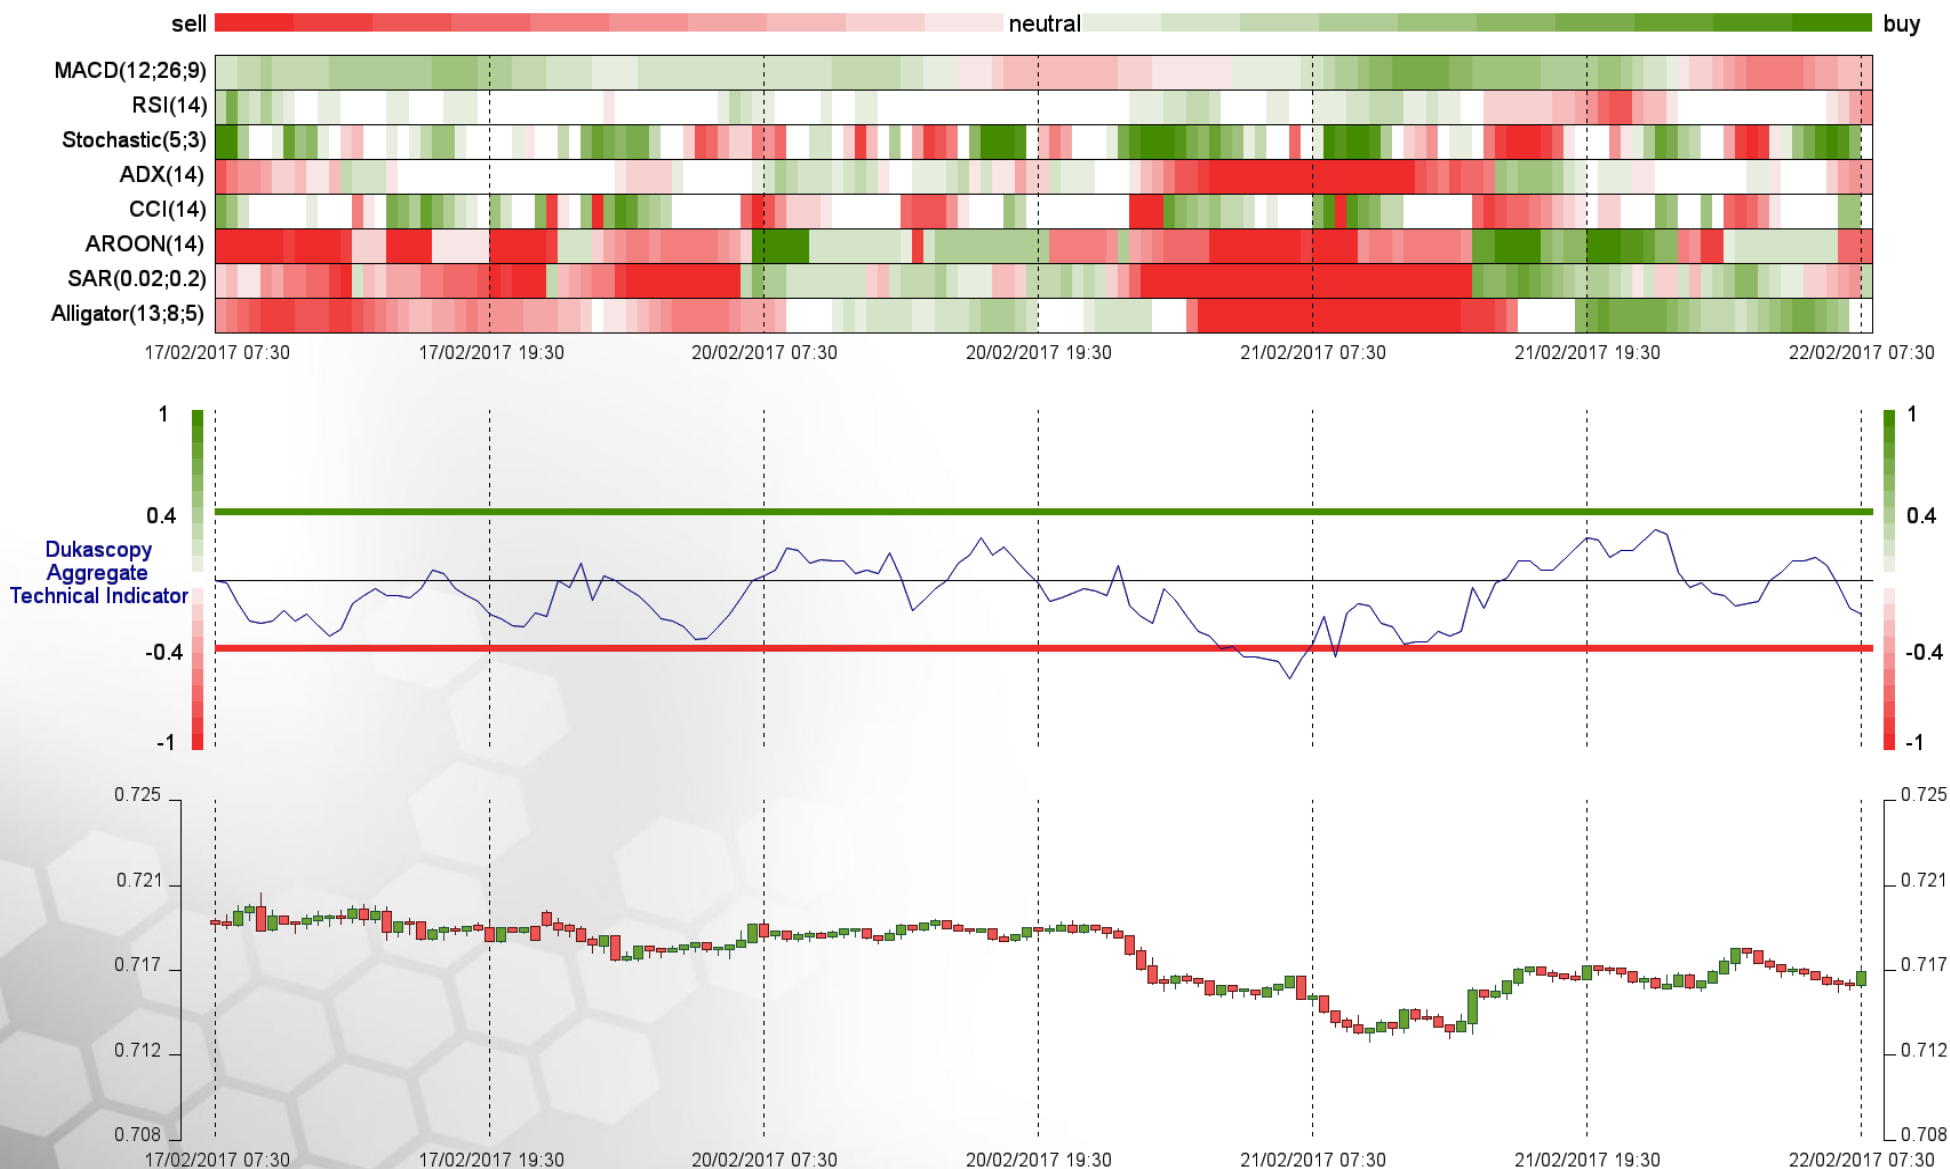 sell neutral buy
MACD(12;26;9)
RSI(14)
Stochastic(5;3)
ADX(14)
CCI(14)
AROON(14)
SAR(0.02;0.2)
Alligator(13;8;5)
17/02/2017 07:30 17/02/2017 19:30 20/02/2017 07:30 20/02/2017 19:30 21/02/2017 07:30 21/02/2017 19:30 22/02/2017 07:30
1 1
0.4 0.4
Dukascopy
Aggregate
Technical Indicator
-0.4 -0.4
-1 -1
0.725 0.725
0.721 0.721
0.717 0.717
0.712 0.712
0.708 0.708
17/02/2017 07:30 17/02/2017 19:30 20/02/2017 07:30 20/02/2017 19:30 21/02/2017 07:30 21/02/2017 19:30 22/02/2017 07:30